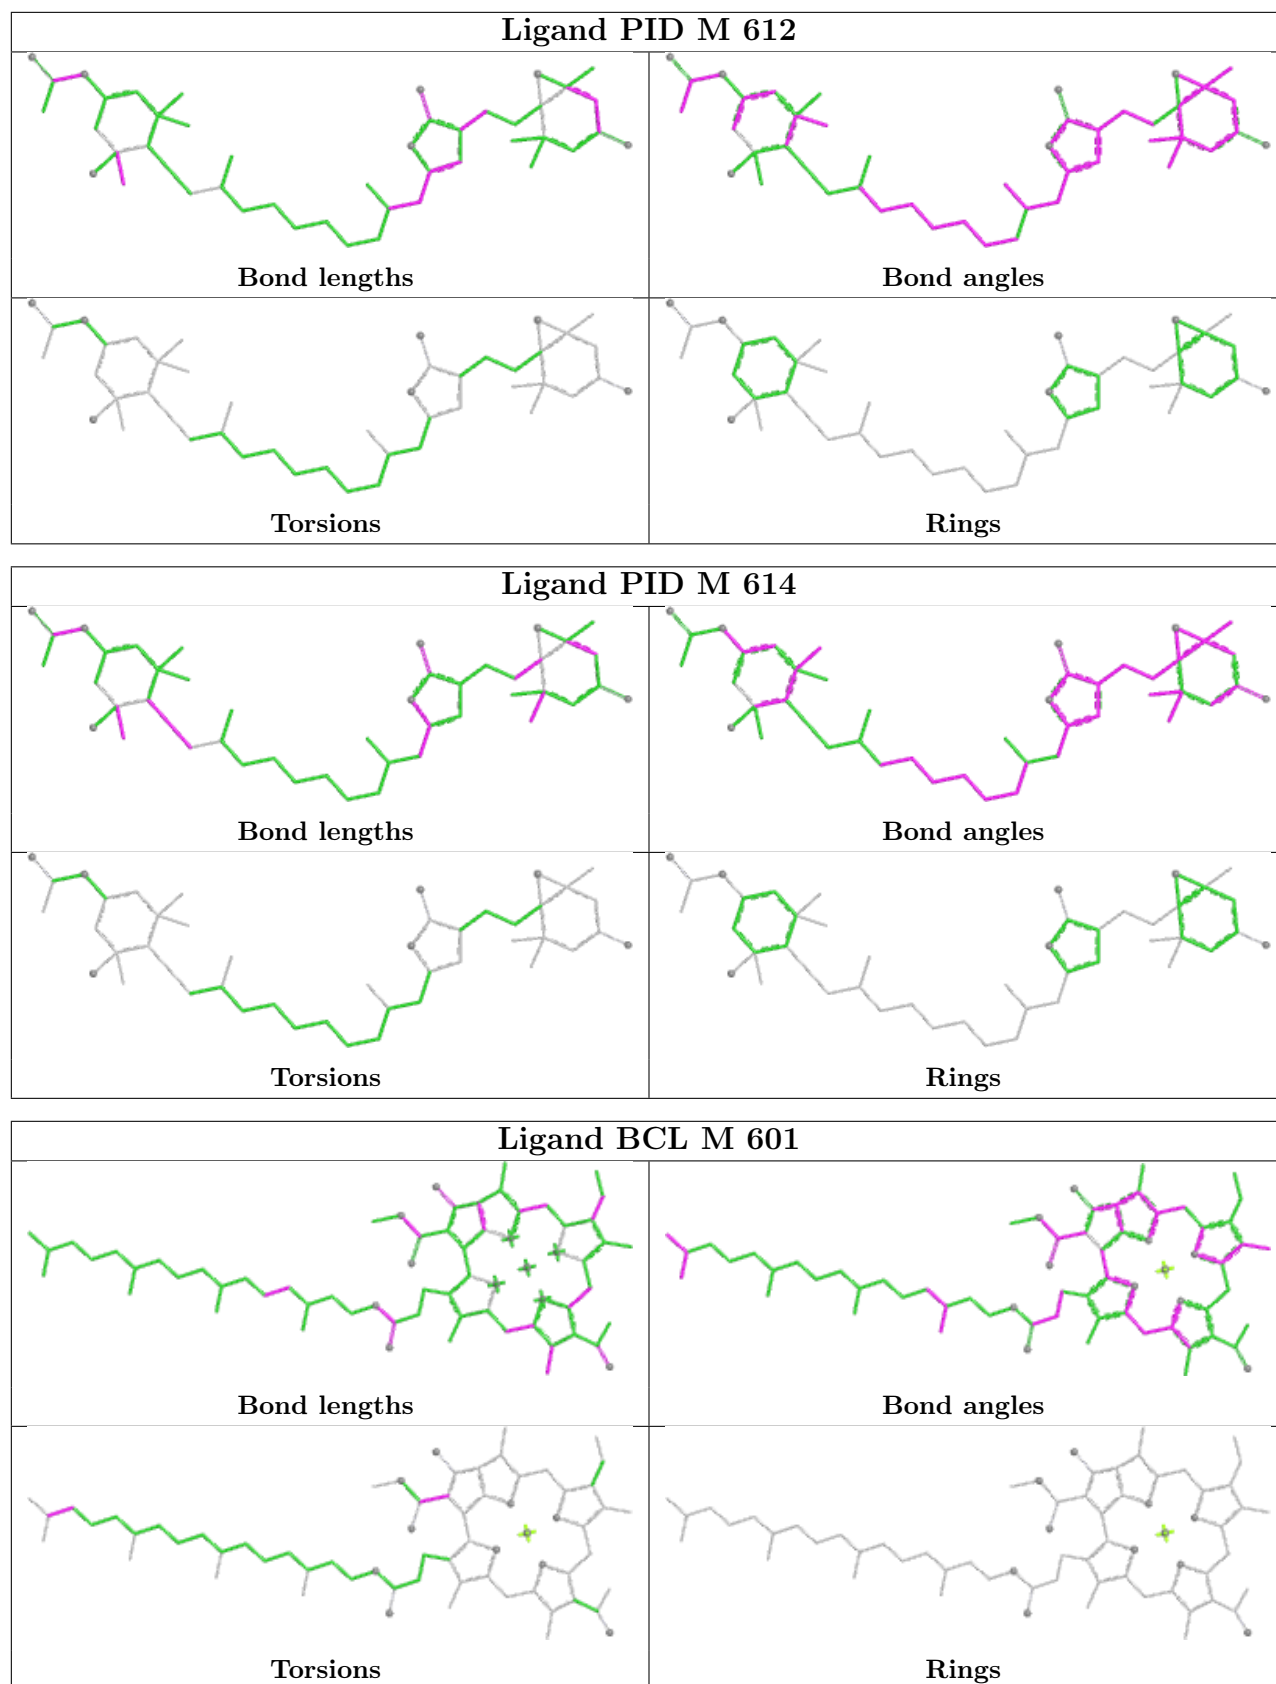 Ligand PID M 612
Bond lengths
Bond angles
Torsions
Rings
Ligand PID M 614
Bond lengths
Bond angles
Torsions
Rings
Ligand BCL M 601
Bond lengths
Bond angles
Torsions
Rings